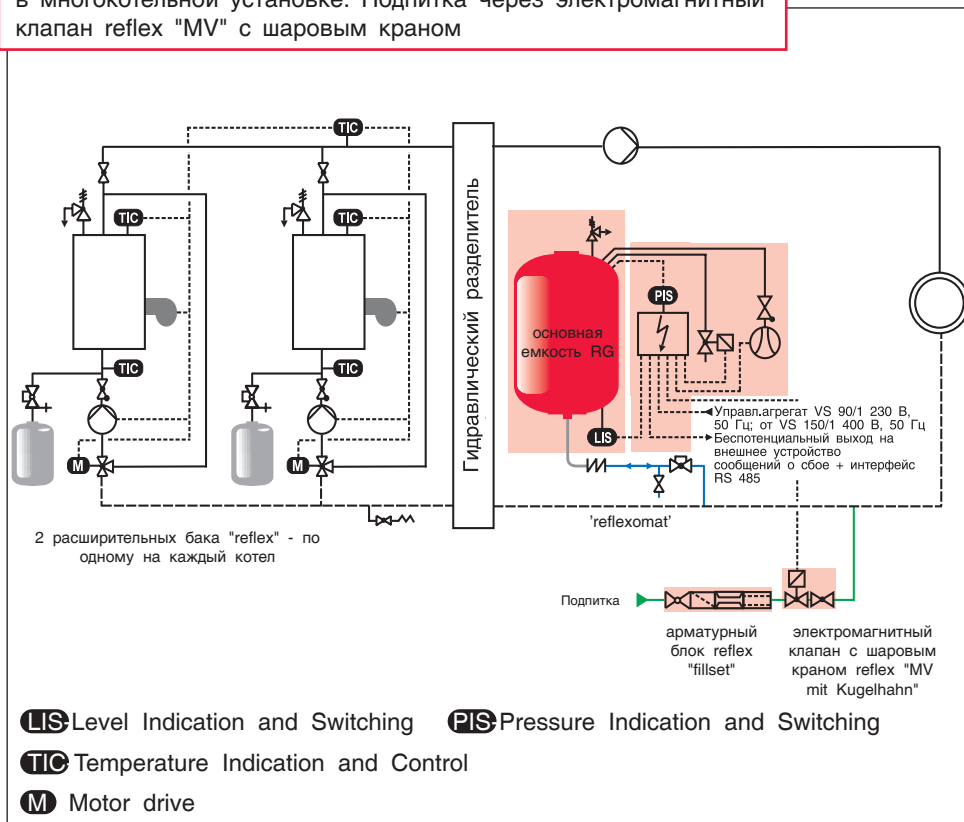 в многокотельной установке. Подпитка через электромагнитный
клапан reflex "MV" с шаровым краном
TIC
TIC
TIC
Гидравлический разделитель
PIS
основная
емкость RG
TIC
TIC
Управл.агрегат VS 90/1 230 В,
50 Гц; от VS 150/1 400 В, 50 Гц
Беспотенциальный выход на
внешнее устройство
сообщений о сбое + интерфейс
RS 485
LIS
M
M
'reflexomat'
2 расширительных бака "reflex" - по
одному на каждый котел
Подпитка
арматурный
блок reflex
"fillset"
электромагнитный
клапан с шаровым
краном reflex "MV
mit Kugelhahn"
LIS Level Indication and Switching
PIS Pressure Indication and Switching
TIC Temperature Indication and Control
M Motor drive